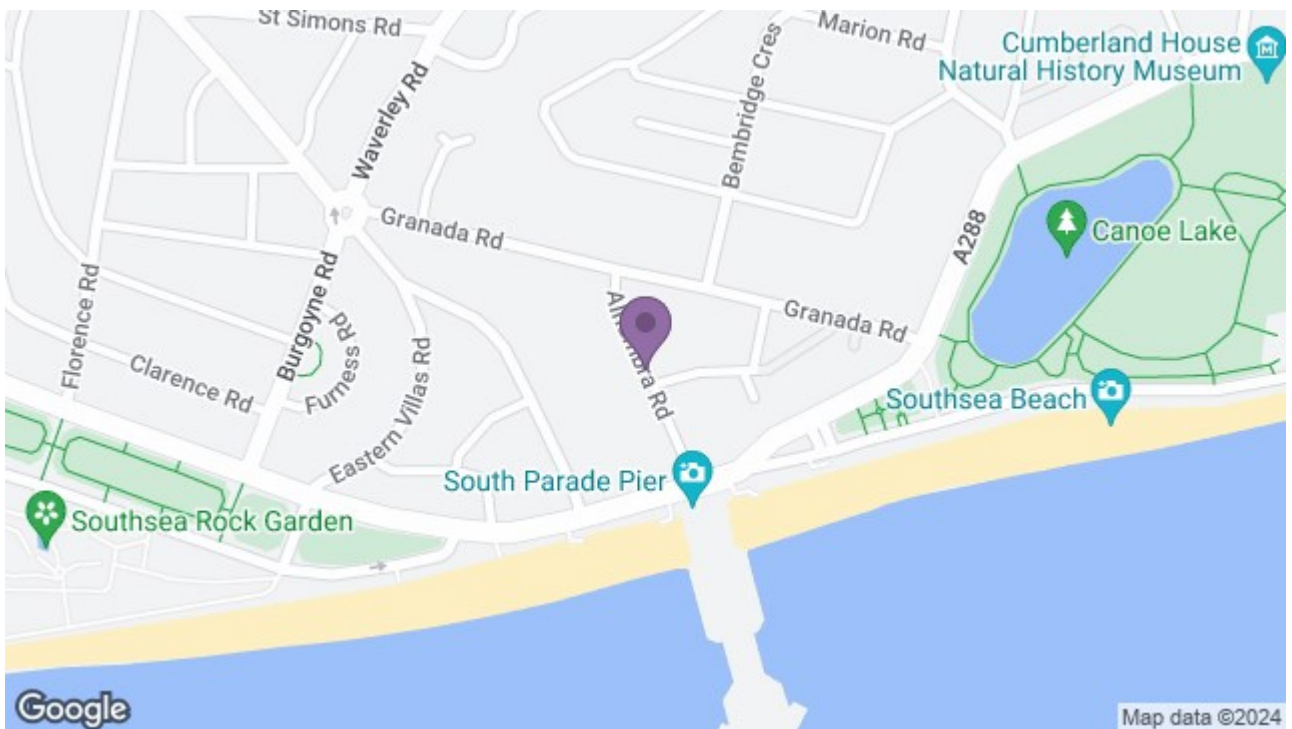 St Simons Rd
Marion Rd
Cumberland House
Natural History Museum
Waverley Rd
Bembridge Cres
Granada Rd
A288
Canoe Lake
Florence Rd
Burgoyne Rd
Furness Rd
Clarence Rd
Eastern Villas Rd
Rd
Granada Rd
Southsea Beach
South Parade Pier
Southsea Rock Garden
Google
Map data ©2024